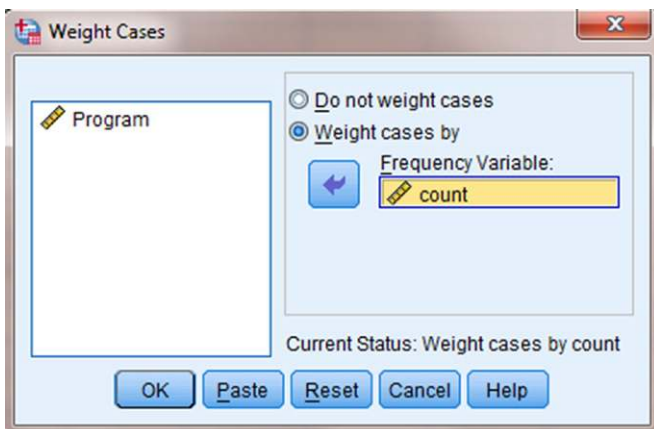 Weight Cases
Program
Do not weight cases
Weight cases by
Frequency Variable:
count
Current Status: Weight cases by count
OK Paste Reset Cancel Help